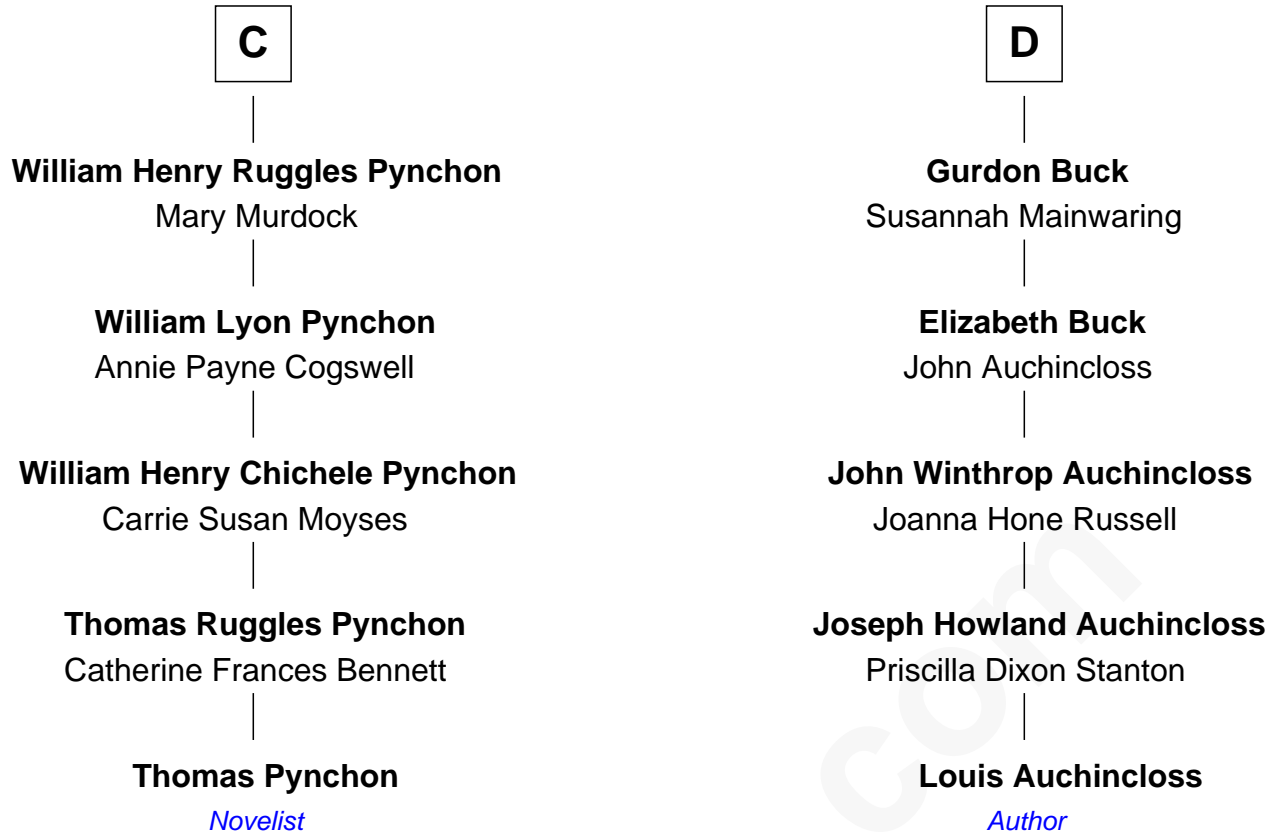 C
William Henry Ruggles Pynchon
Mary Murdock
William Lyon Pynchon
Annie Payne Cogswell
William Henry Chichele Pynchon
Carrie Susan Moyses
Thomas Ruggles Pynchon
Catherine Frances Bennett
Thomas Pynchon
Novelist
D
Gurdon Buck
Susannah Mainwaring
Elizabeth Buck
John Auchincloss
John Winthrop Auchincloss
Joanna Hone Russell
Joseph Howland Auchincloss
Priscilla Dixon Stanton
Louis Auchincloss
Author
com